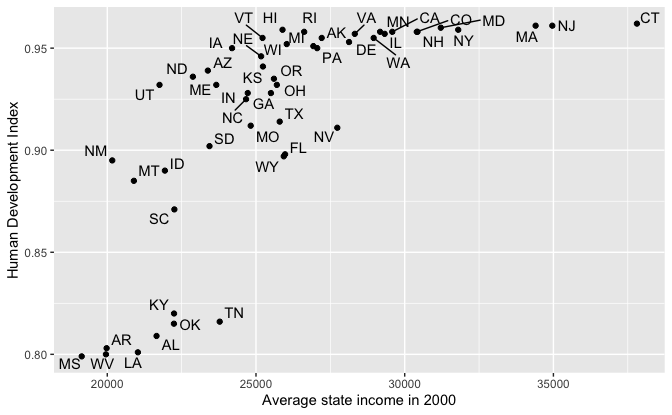 VT HI RI VA MN CA CO MD CT
IA NE WI MI AK PA DE IL WA NH NY MA NJ
0.95
ND AZ KS OR
UT ME IN GA OH
NC MO TX NV
SD
0.90
NM MT ID WY FL
SC
0.85
KY OK TN
AR AL
0.80
MS WV LA
20000 25000 30000 35000
Average state income in 2000
Human Development Index